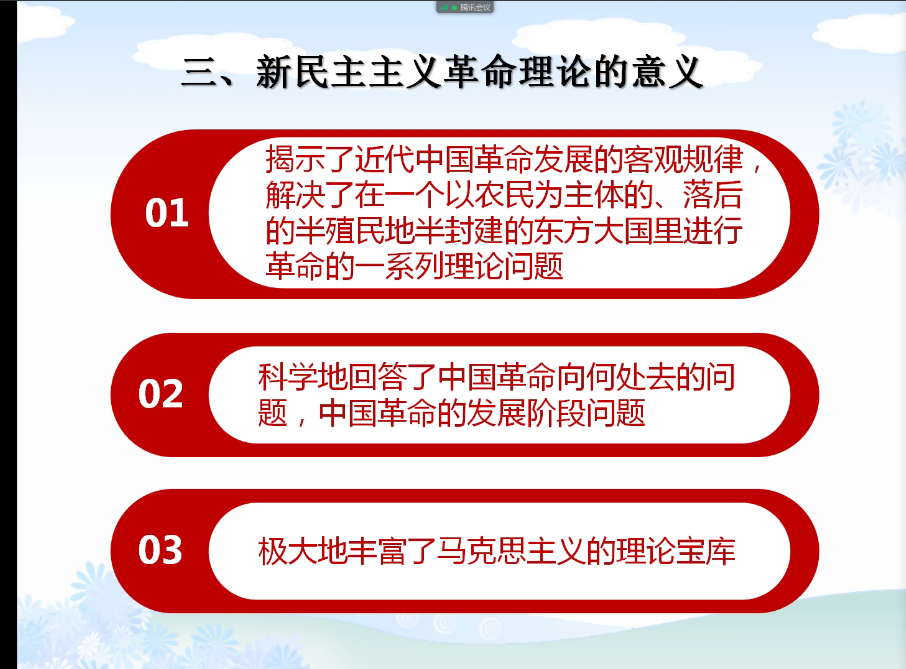 腾讯会议
三、新民主主义革命理论的意义
01
揭示了近代中国革命发展的客观规律，
解决了在一个以农民为主体的、落后
的半殖民地半封建的东方大国里进行
革命的一系列理论问题
02
科学地回答了中国革命向何处去的问
题，中国革命的发展阶段问题
03
极大地丰富了马克思主义的理论宝库